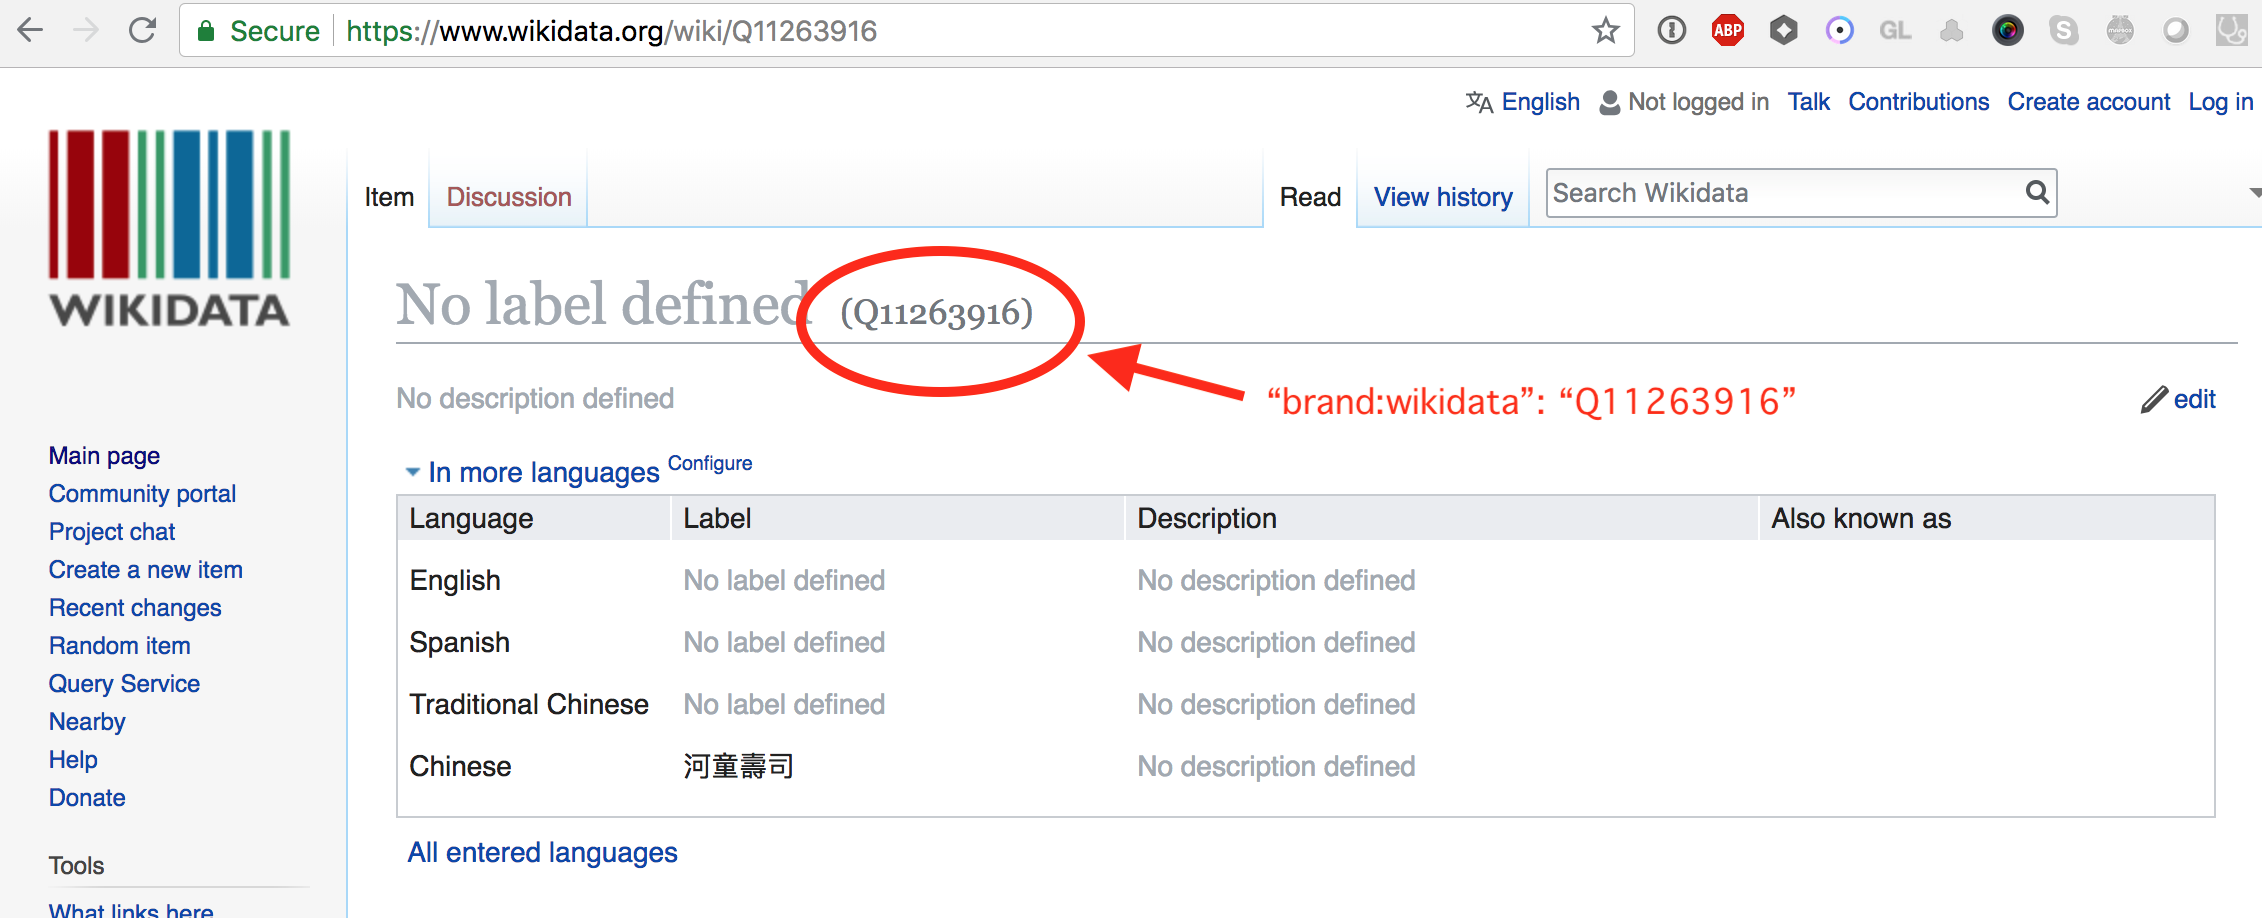 Secure https://www.wikidata.org/wiki/Q11263916
ABP GL
English Not logged in Talk Contributions Create account Log in
WIKIDATA
Item Discussion Read View history Search Wikidata
No label defined (Q11263916)
“brand:wikidata”: “Q11263916”
No description defined edit
In more languages Configure
Language Label Description Also known as
English No label defined No description defined
Spanish No label defined No description defined
Traditional Chinese No label defined No description defined
Chinese 河童壽司 No description defined
All entered languages
Main page
Community portal
Project chat
Create a new item
Recent changes
Random item
Query Service
Nearby
Help
Donate
Tools
What links here